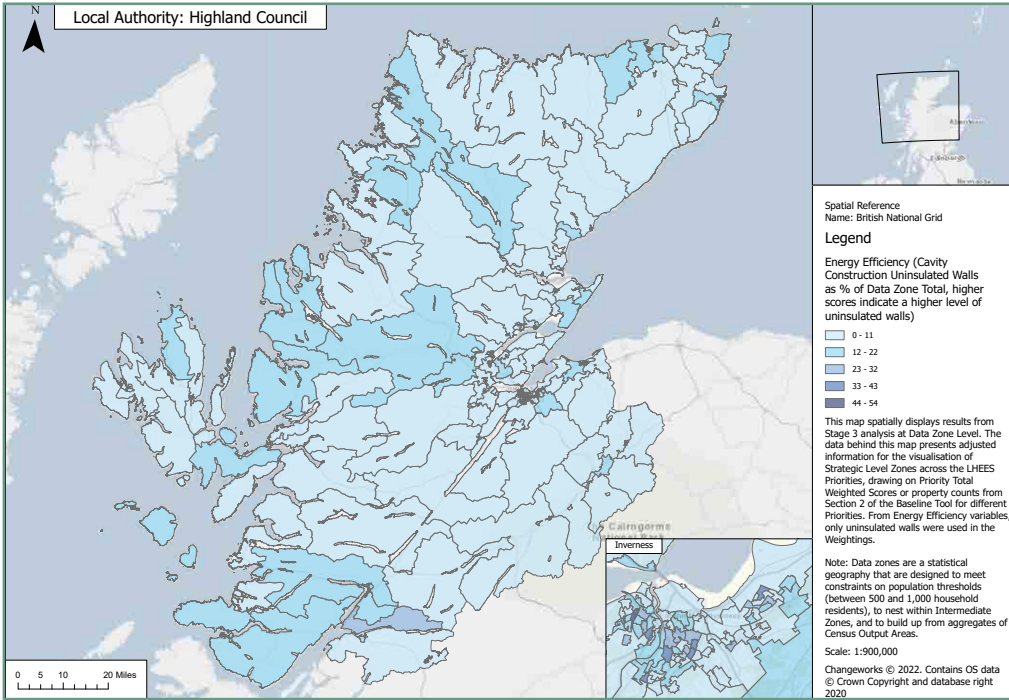 N
Local Authority: Highland Council
Aberdeen
Edinburgh
Newcastle
Spatial Reference
Name: British National Grid
Legend
Energy Efficiency (Cavity
Construction Uninsulated Walls
as % of Data Zone Total, higher
scores indicate a higher level of
uninsulated walls)
0 - 11
12 - 22
23 - 32
33 - 43
44 - 54
This map spatially displays results from
Stage 3 analysis at Data Zone Level. The
data behind this map presents adjusted
information for the visualisation of
Strategic Level Zones across the LHEES
Priorities, drawing on Priority Total
Weighted Scores or property counts from
Section 2 of the Baseline Tool for different
Priorities. From Energy Efficiency variables,
only uninsulated walls were used in the
Weightings.
Note: Data zones are a statistical
geography that are designed to meet
constraints on population thresholds
(between 500 and 1,000 household
residents), to nest within Intermediate
Zones, and to build up from aggregates of
Census Output Areas.
Scale: 1:900,000
Changeworks © 2022. Contains OS data
© Crown Copyright and database right
2020
Cairngorms
National Park
Inverness
0 5 10 20 Miles